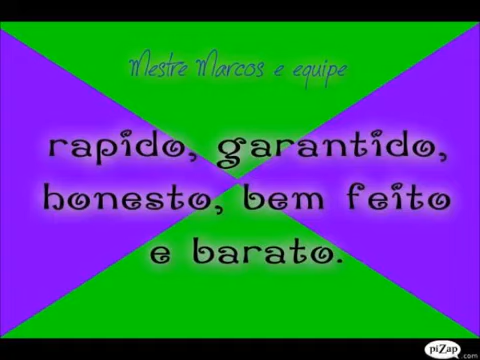 Mestre Marcos e equipe
rapido, garantido,
honesto, bem feito
e barato.
piZap.com